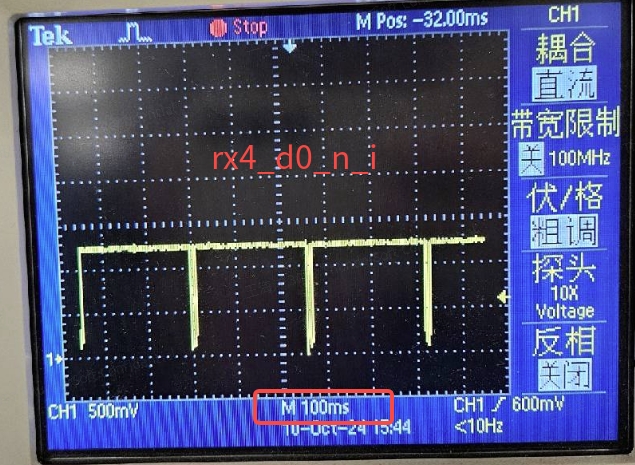 Tek
Stop
M Pos: -32.00ms
CH1
耦合
直流
带宽限制
关 100MHz
伏/格
粗调
探头
10X
Voltage
反相
关闭
rx4_d0_n_i
1
CH1 500mV
M 100ms
CH1 / 600mV
10-Oct-24 15:44
<10Hz